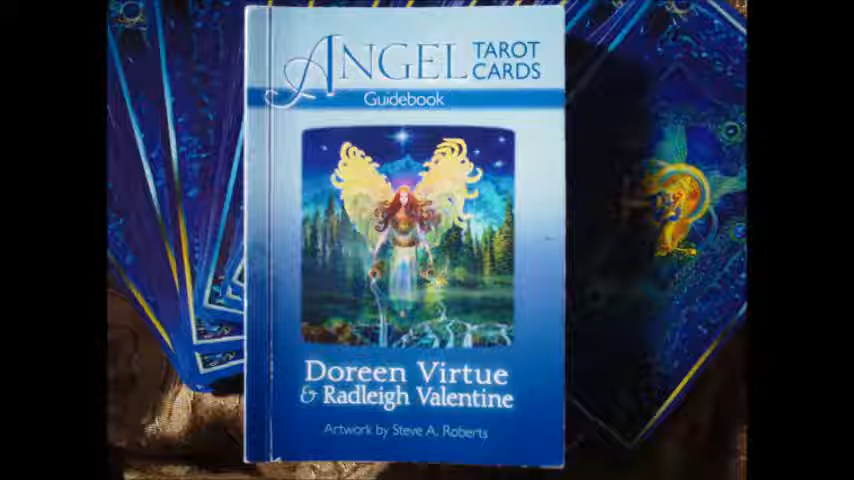 ANGEL TAROT CARDS
Guidebook
Doreen Virtue
& Radleigh Valentine
Artwork by Steve A. Roberts